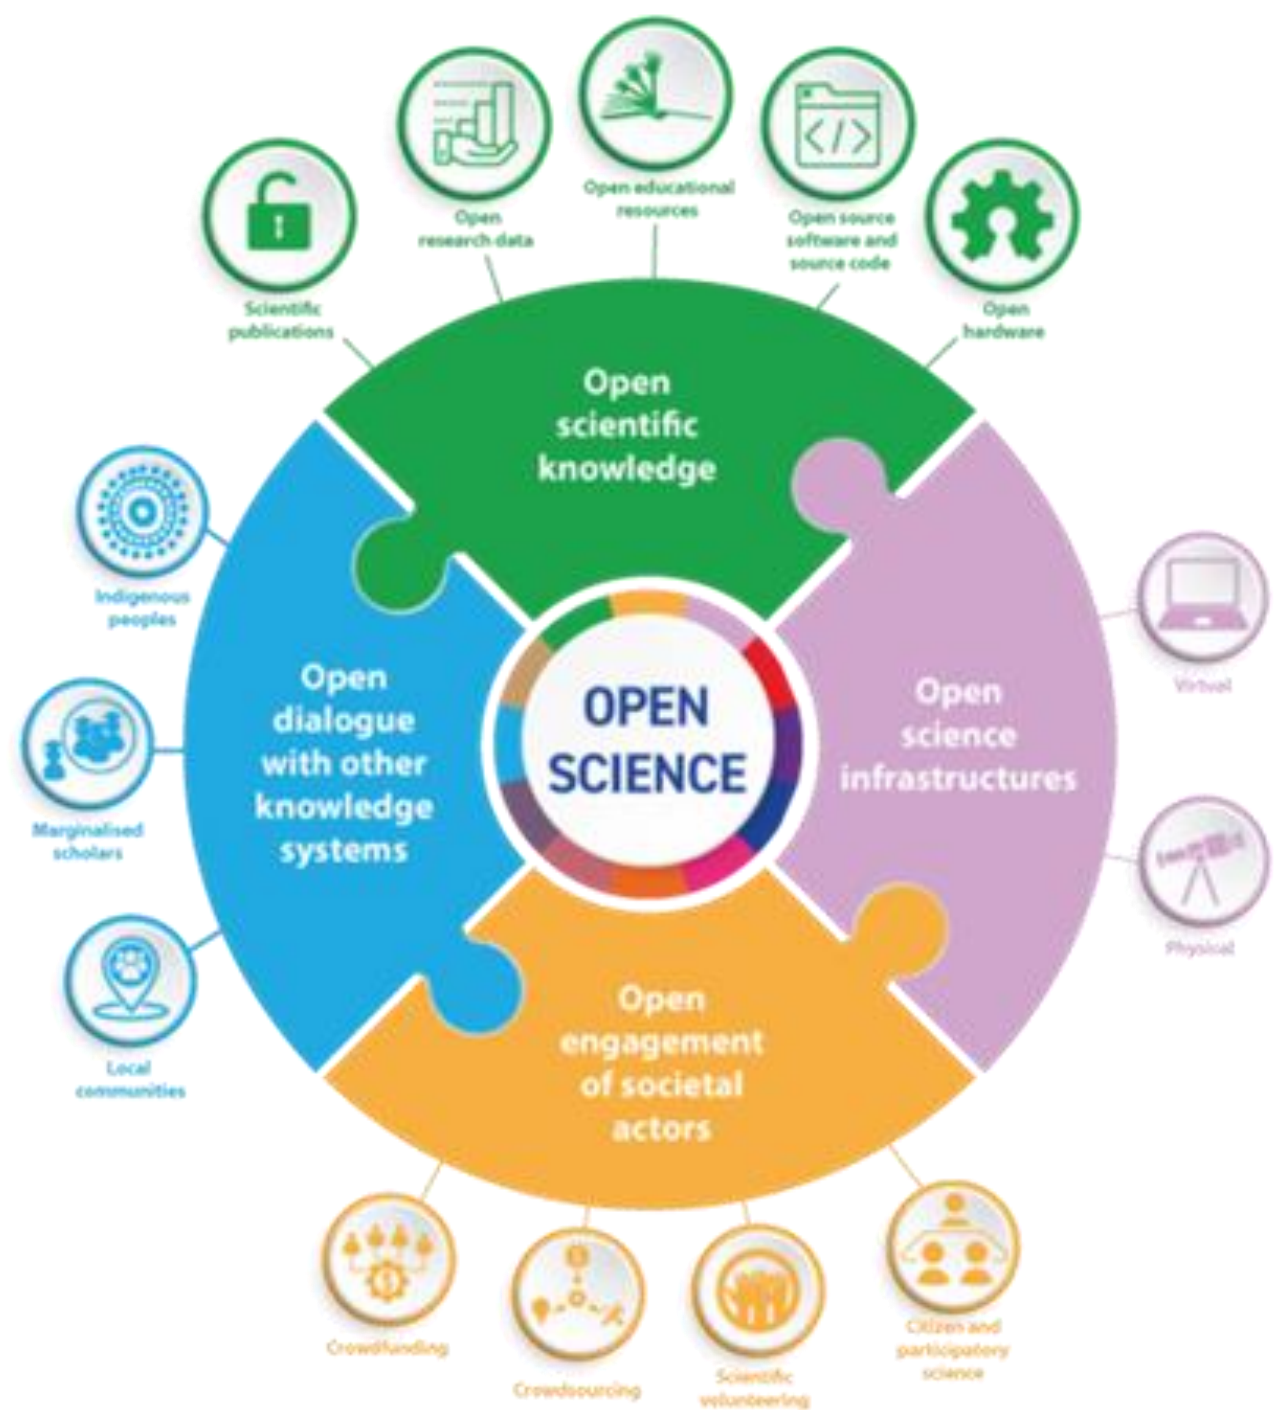 Scientific
publications
Open
research data
Open educational
resources
Open source
software and
source code
Open
hardware
Open
scientific
knowledge
Indigenous
peoples
Marginalised
scholars
Local
communities
Open
dialogue
with other
knowledge
systems
OPEN
SCIENCE
Open
science
infrastructures
Virtual
Physical
Open
engagement
of societal
actors
Crowdfunding
Crowdsourcing
Scientific
volunteering
Citizen and
participatory
science